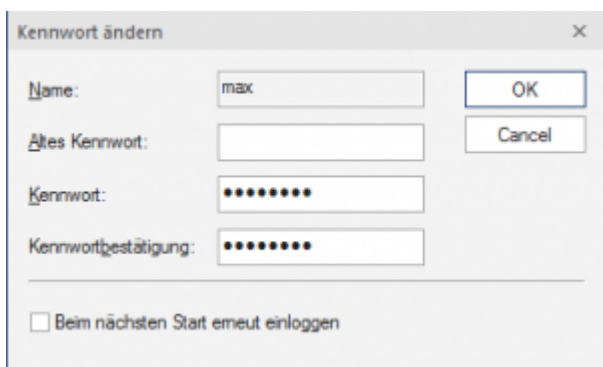 Kennwort ändern
Name: max OK
Altes Kennwort: Cancel
Kennwort: ●●●●●●●●
Kennwortbestätigung: ●●●●●●●●
Beim nächsten Start erneut einloggen